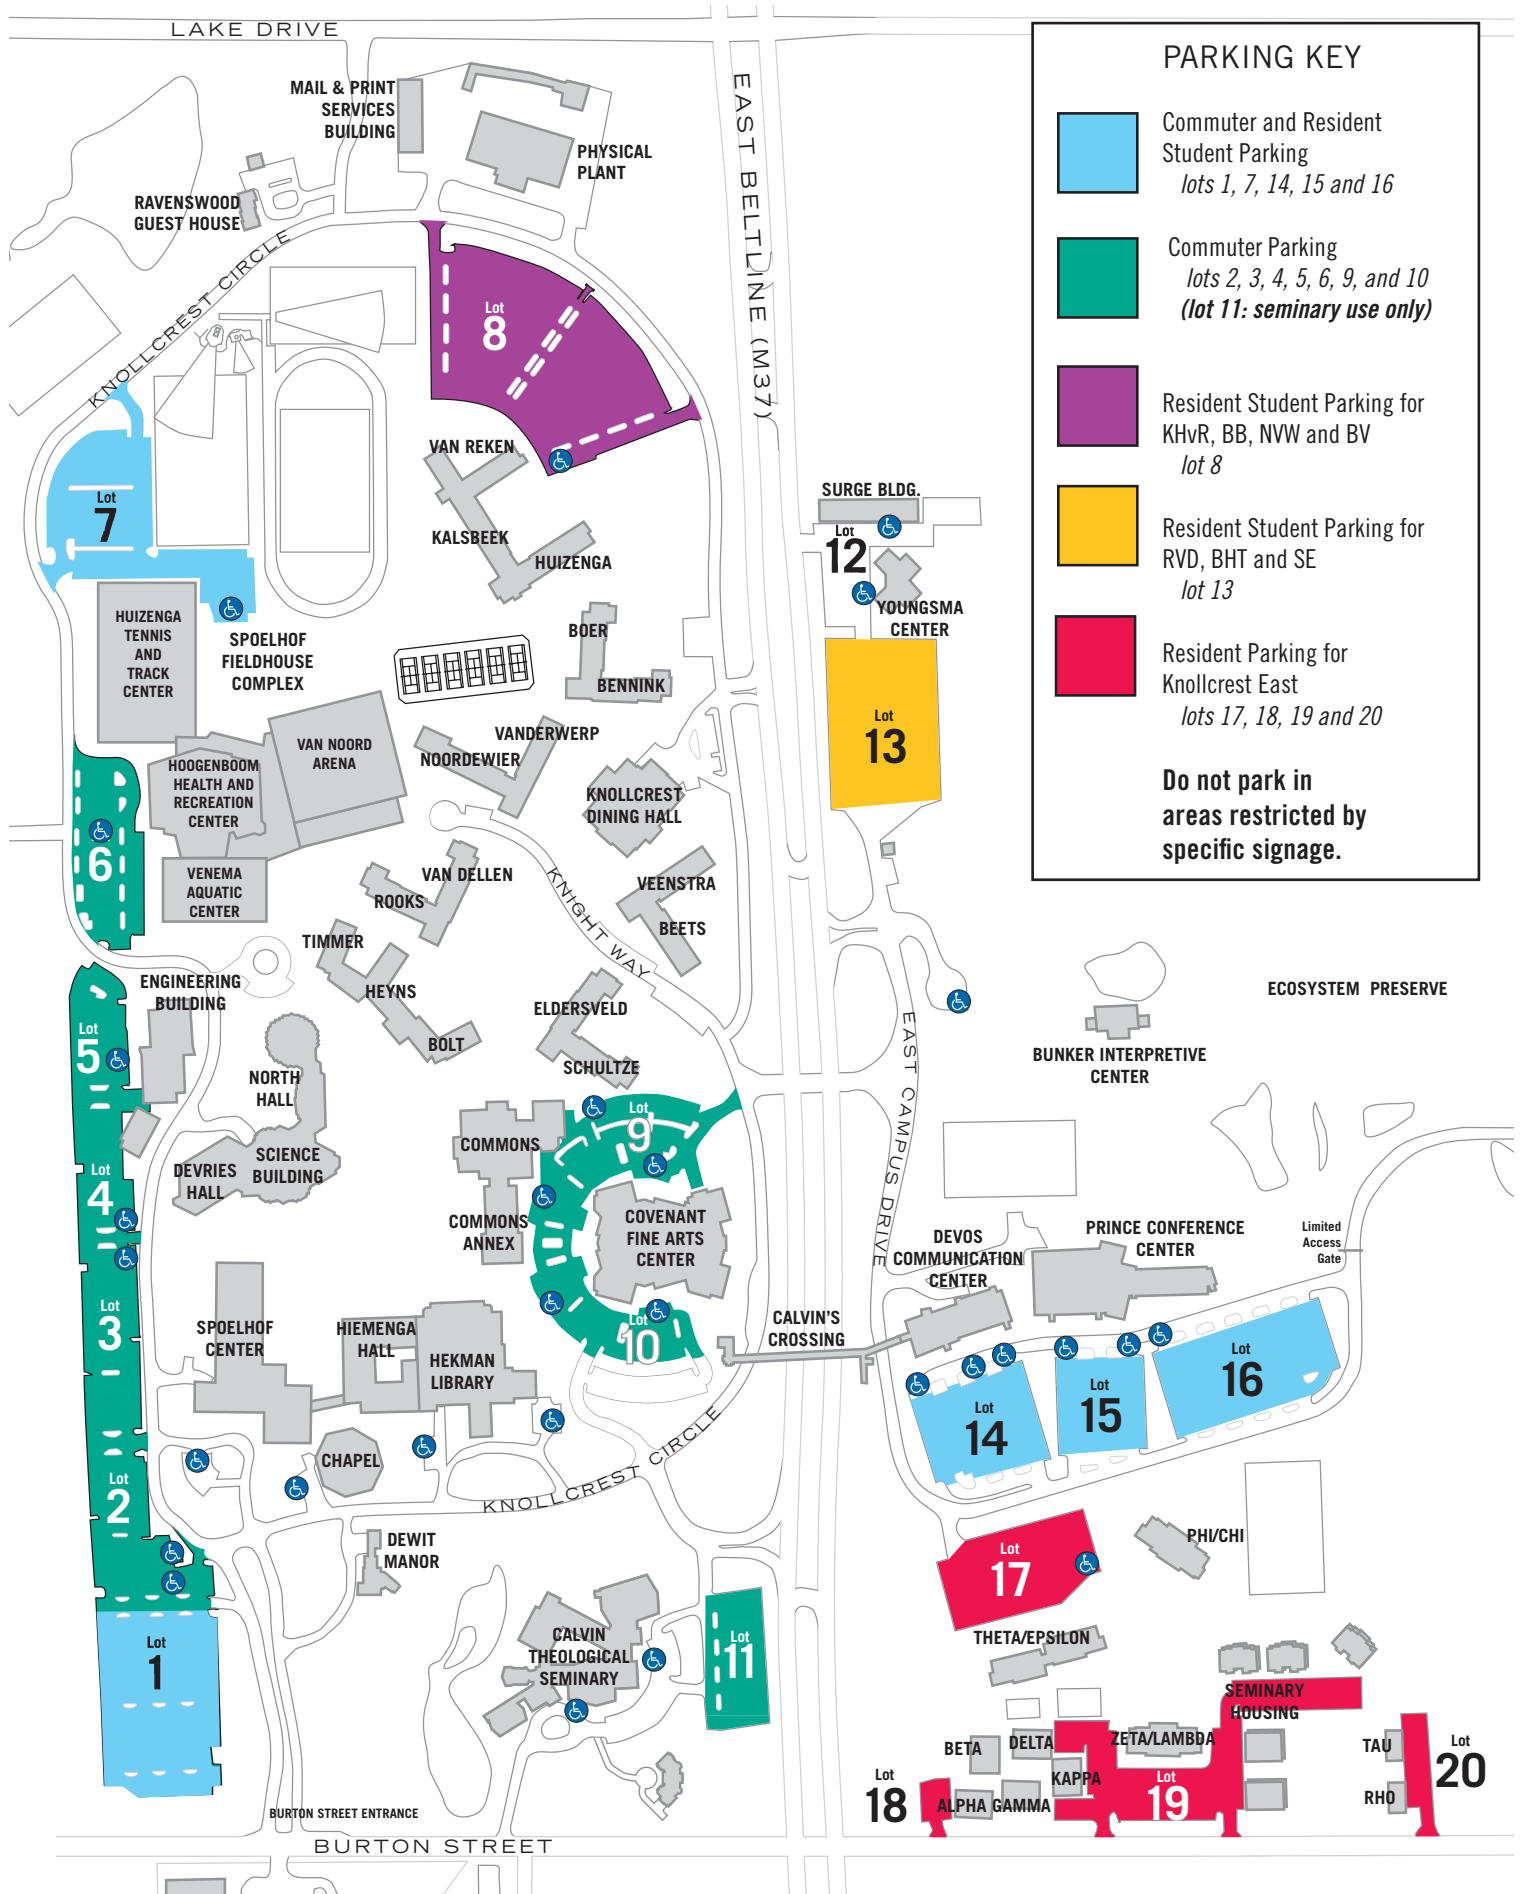 LAKE DRIVE
MAIL & PRINT
SERVICES
BUILDING
PHYSICAL
PLANT
RAVENSWOOD
GUEST HOUSE
KNOLLCREST CIRCLE
EAST BELTLINE (M37)
PARKING KEY
Commuter and Resident
Student Parking
lots 1, 7, 14, 15 and 16
Commuter Parking
lots 2, 3, 4, 5, 6, 9, and 10
(lot 11: seminary use only)
Resident Student Parking for
KHvR, BB, NVW and BV
lot 8
Resident Student Parking for
RVD, BHT and SE
lot 13
Resident Parking for
Knollcrest East
lots 17, 18, 19 and 20
Do not park in
areas restricted by
specific signage.
Lot
8
VAN REKEN
KALSBEEK
HUIZENGA
Lot
7
SURGE BLDG.
Lot
12
YOUNGSMA
CENTER
HUIZENGA
TENNIS
AND
TRACK
CENTER
SPOELHOF
FIELDHOUSE
COMPLEX
BOER
BENNINK
Lot
13
VAN NOORD
ARENA
HOOGENBOOM
HEALTH AND
RECREATION
CENTER
VANDERWERP
NOORDEWIER
KNOLLCREST
DINING HALL
6
VENEMA
AQUATIC
CENTER
VAN DELLEN
ROOKS
KNIGHT WAY
VEENSTRA
BEETS
TIMMER
HEYNS
BOLT
ENGINEERING
BUILDING
ELDERSVELD
SCHULTZE
Lot
5
NORTH
HALL
EAST CAMPUS DRIVE
ECOSYSTEM PRESERVE
BUNKER INTERPRETIVE
CENTER
Lot
9
COMMONS
Lot
4
DEVRIES
HALL
SCIENCE
BUILDING
COMMONS
ANNEX
COVENANT
FINE ARTS
CENTER
DEVOS
COMMUNICATION
CENTER
PRINCE CONFERENCE
CENTER
Limited
Access
Gate
Lot
3
SPOELHOF
CENTER
HIEMENGA
HALL
HEKMAN
LIBRARY
Lot
10
CALVIN'S
CROSSING
Lot
14
Lot
15
Lot
16
CHAPEL
KNOLLCREST CIRCLE
Lot
2
DEWIT
MANOR
Lot
17
PHI/CHI
Lot
1
CALVIN
THEOLOGICAL
SEMINARY
Lot
11
THETA/EPSILON
SEMINARY
HOUSING
BETA
DELTA
ZETA/LAMBDA
KAPPA
ALPHA
GAMMA
Lot
18
Lot
19
TAU
RHO
Lot
20
BURTON STREET ENTRANCE
BURTON STREET